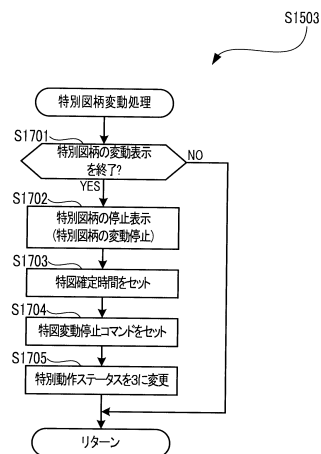 S1503
特別図柄変動処理
S1701
特別図柄の変動表示
を終了?
NO
YES
S1702
特別図柄の停止表示
(特別図柄の変動停止)
S1703
特図確定時間をセット
S1704
特図変動停止コマンドをセット
S1705
特別動作ステータスを3に変更
リターン